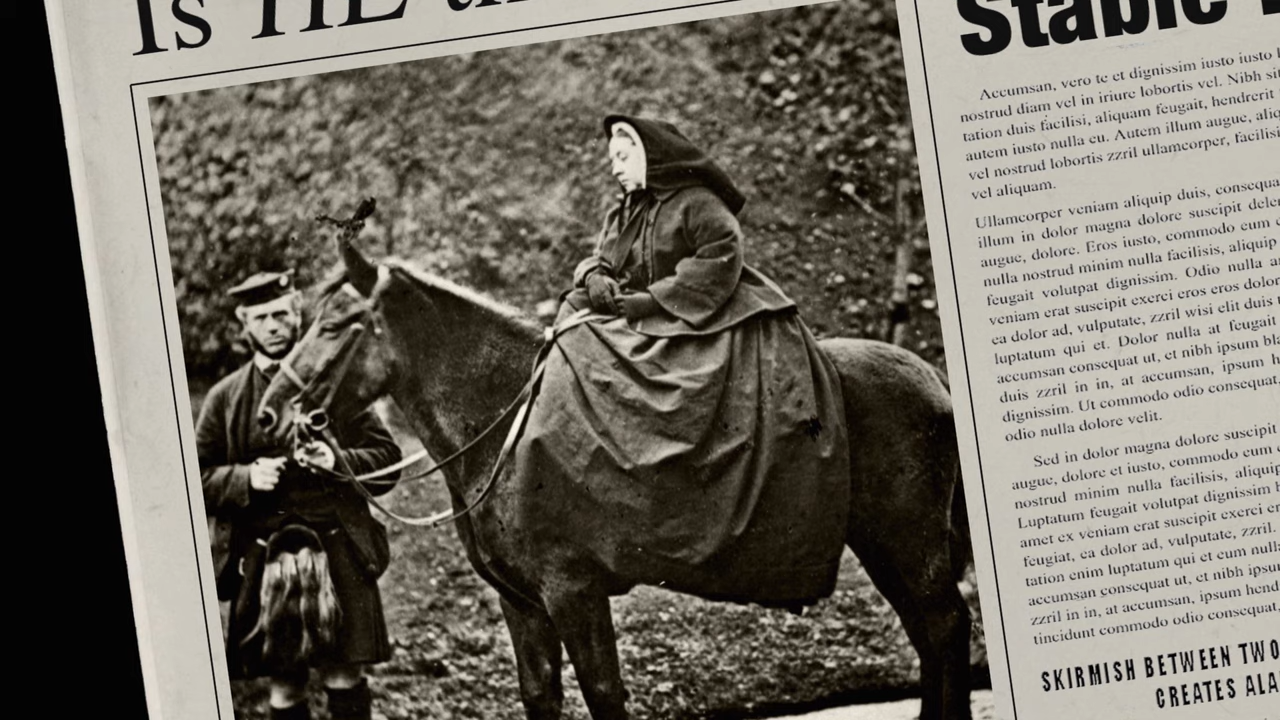 Is HE th
Stable
Accumsan, vero te et dignissim iusto iusto
nostrud diam vel in iriure lobortis vel. Nibh
tation duis facilisi, aliquam feugait, hendrerit
autem iusto nulla eu. Autem illum augue,
vel nostrud lobortis zzril ullamcorper,
vel aliquam.
Ullamcorper veniam aliquip duis,
illum in dolor magna dolore suscipit
augue, dolore. Eros iusto, commodo eum
nulla nostrud minim nulla facilisis, aliquip
feugait volutpat dignissim. Odio nulla
veniam erat suscipit exerci eros eros
ea dolor ad, vulputate, zzril wisi elit duis
luptatum qui et. Dolor nulla at feugait
accumsan consequat ut, et nibh ipsum
duis zzril in in, at accumsan, ipsum
dignissim. Ut commodo odio consequat,
odio nulla dolore velit.
Sed in dolor magna dolore suscipit
augue, dolore et iusto, commodo eum
nostrud minim nulla facilisis,
Luptatum feugait volutpat dignissim
amet ex veniam erat suscipit exerci
feugiat, ea dolor ad, vulputate, zzril.
tation enim luptatum qui et eum
accumsan consequat ut, et nibh
zzril in in, at accumsan, ipsum
tincidunt commodo odio consequat,
SKIRMISH BETWEEN TWO
CREATES